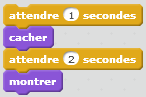 attendre 1 secondes
cacher
attendre 2 secondes
montrer